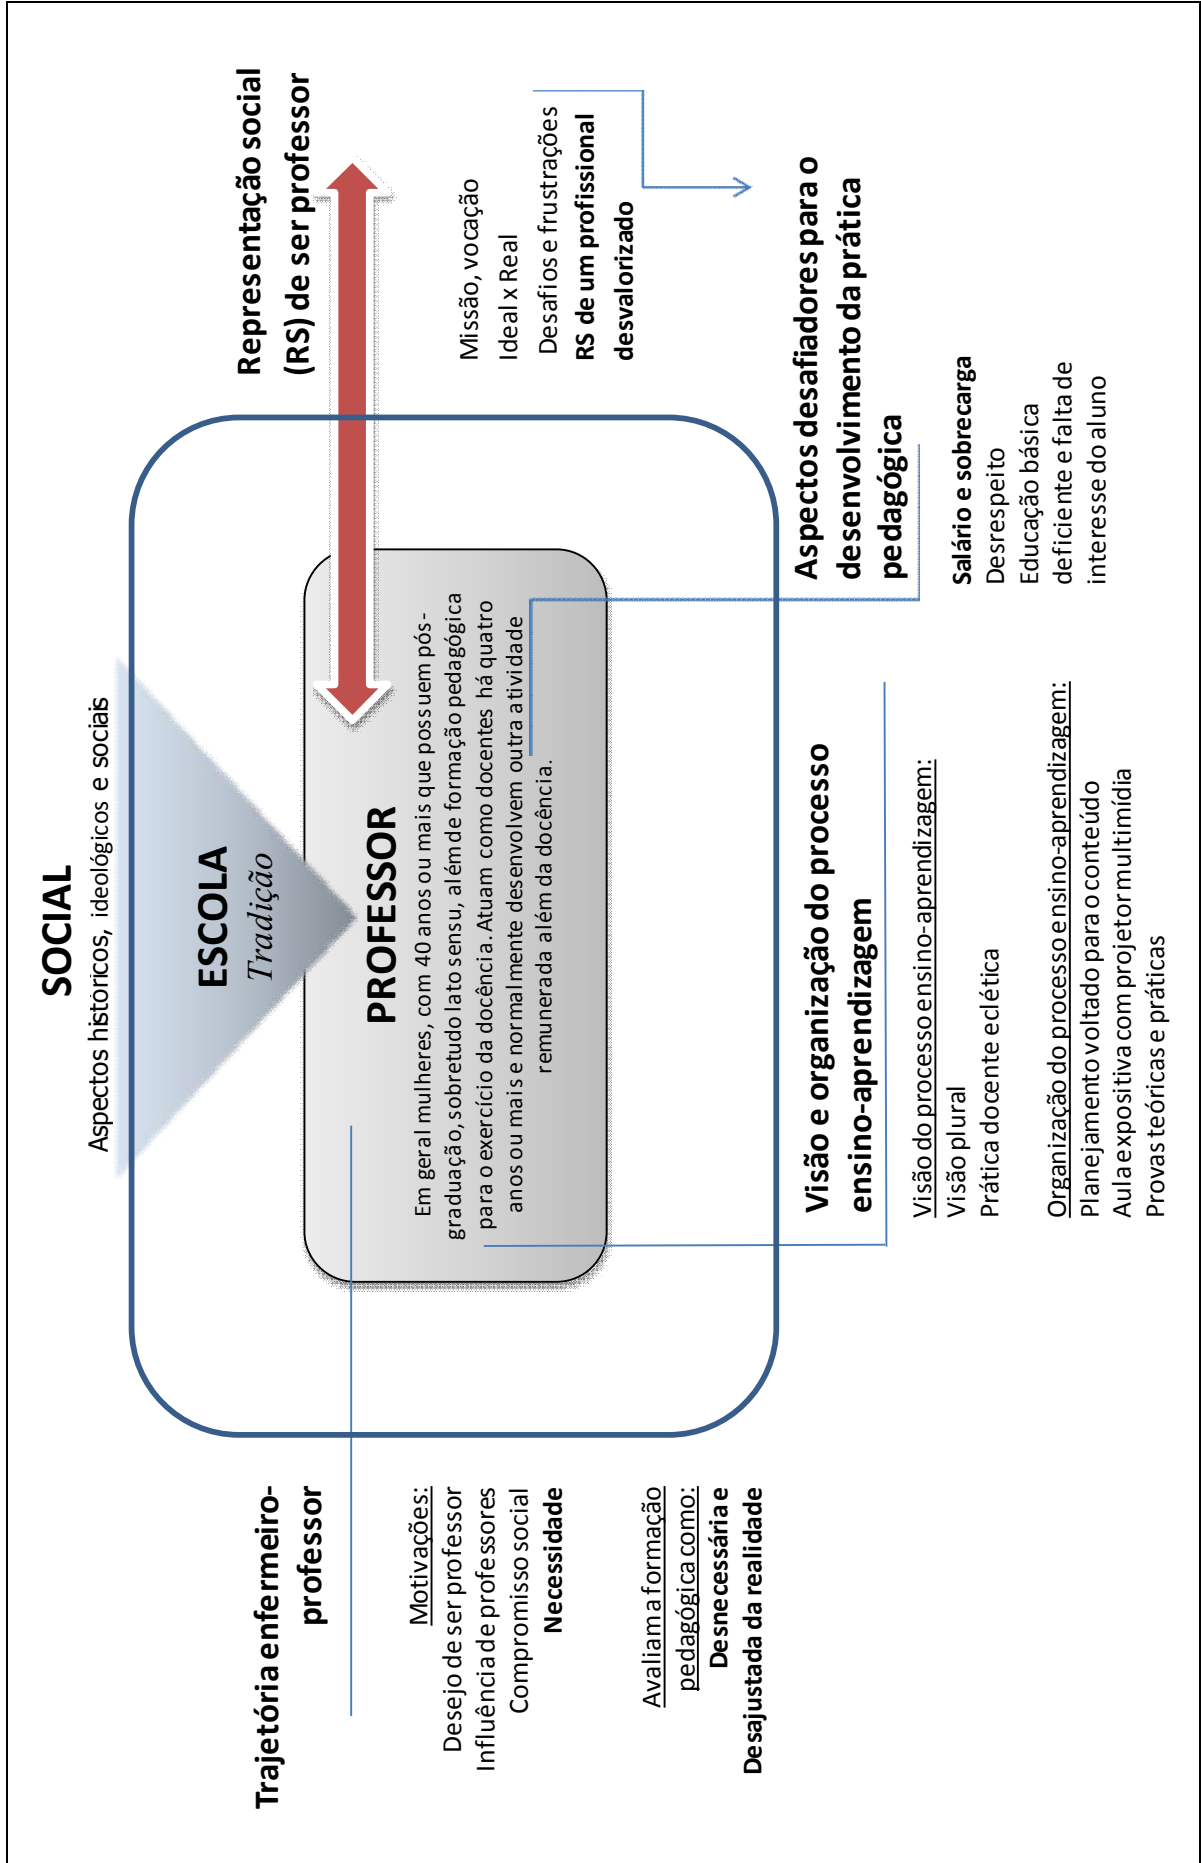 SOCIAL
Aspectos históricos, ideológicos e sociais
ESCOLA
Tradição
PROFESSOR
Em geral mulheres, com 40 anos ou mais que possuem pós-
graduação, sobretudo lato sensu, além de formação pedagógica
para o exercício da docência. Atuam como docentes há quatro
anos ou mais e normalmente desenvolvem outra atividade
remunerada além da docência.
Trajetória enfermeiro-
professor
Motivações:
Desejo de ser professor
Influência de professores
Compromisso social
Necessidade
Avaliam a formação
pedagógica como:
Desnecessária e
Desajustada da realidade
Representação social
(RS) de ser professor
Missão, vocação
Ideal x Real
Desafios e frustrações
RS de um profissional
desvalorizado
Visão e organização do processo
ensino-aprendizagem
Visão do processo ensino-aprendizagem:
Visão plural
Prática docente eclética
Organização do processo ensino-aprendizagem:
Planejamento voltado para o conteúdo
Aula expositiva com projetor multimídia
Provas teóricas e práticas
Aspectos desafiadores para o
desenvolvimento da prática
pedagógica
Salário e sobrecarga
Desrespeito
Educação básica
deficiente e falta de
interesse do aluno